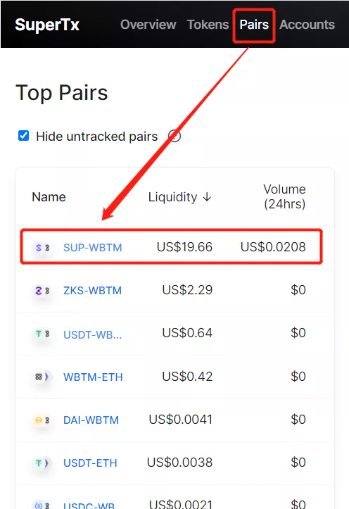 SuperTx Overview Tokens Pairs Accounts
Top Pairs
Hide untracked pairs
Name Liquidity ↓ Volume
(24hrs)
SUP-WBTM US$19.66 US$0.0208
ZKS-WBTM US$2.29 $0
USDT-WB... US$0.64 $0
WBTM-ETH US$0.42 $0
DAI-WBTM US$0.0041 $0
USDT-ETH US$0.0038 $0
USDC-WB US$0.0021 $0